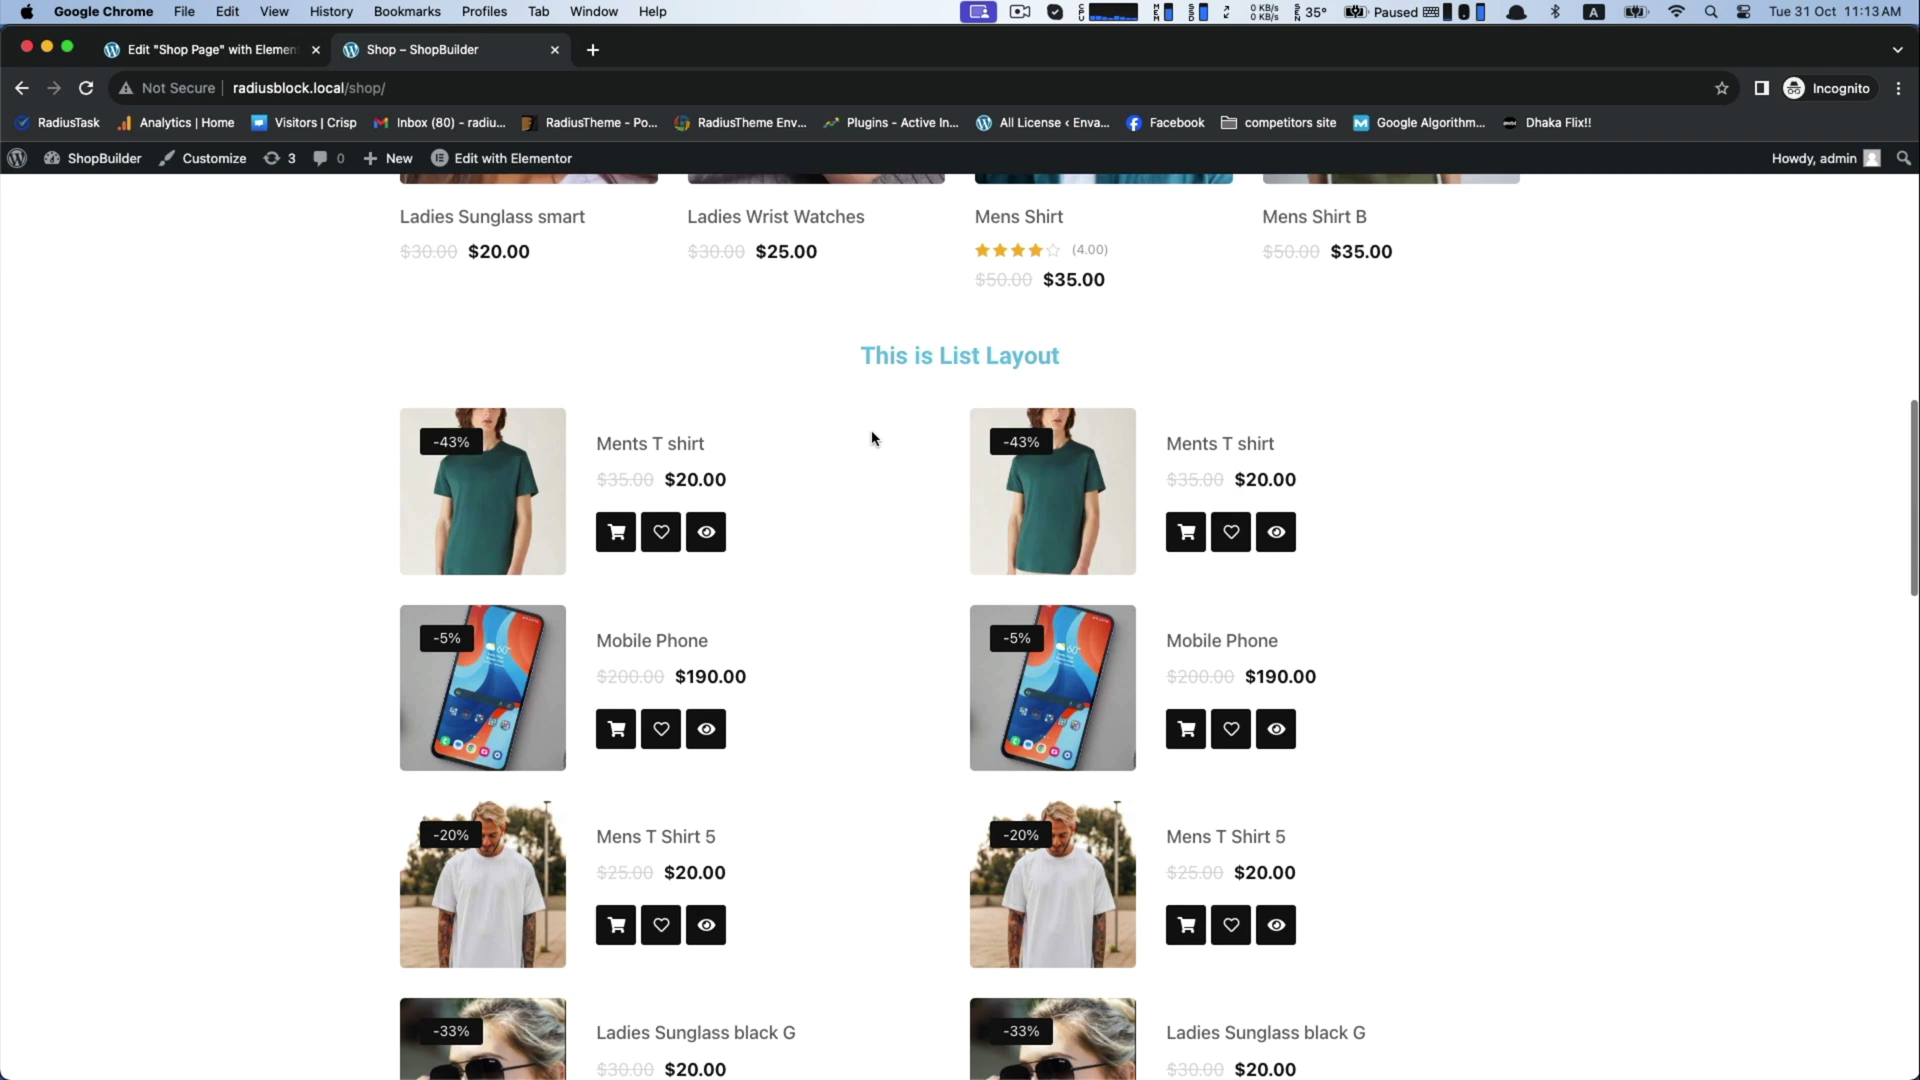 Google Chrome File Edit View History Bookmarks Profiles Tab Window Help 0 KB/s 0 KB/s 35° Paused A Tue 31 Oct 11:13 AM
Edit "Shop Page" with Elemen Shop – ShopBuilder
Not Secure radiusblock.local/shop/ Incognito
RadiusTask Analytics | Home Visitors | Crisp Inbox (80) - radiu... RadiusTheme - Po... RadiusTheme Env... Plugins - Active In... All License ‹ Enva... Facebook competitors site Google Algorithm... Dhaka Flix!!
ShopBuilder Customize 3 0 New Edit with Elementor Howdy, admin
Ladies Sunglass smart Ladies Wrist Watches Mens Shirt Mens Shirt B
$30.00 $20.00 $30.00 $25.00 (4.00) $50.00 $35.00
$50.00 $35.00
This is List Layout
-43% Ments T shirt -43% Ments T shirt
$35.00 $20.00 $35.00 $20.00
-5% Mobile Phone -5% Mobile Phone
$200.00 $190.00 $200.00 $190.00
-20% Mens T Shirt 5 -20% Mens T Shirt 5
$25.00 $20.00 $25.00 $20.00
-33% Ladies Sunglass black G -33% Ladies Sunglass black G
$30.00 $20.00 $30.00 $20.00